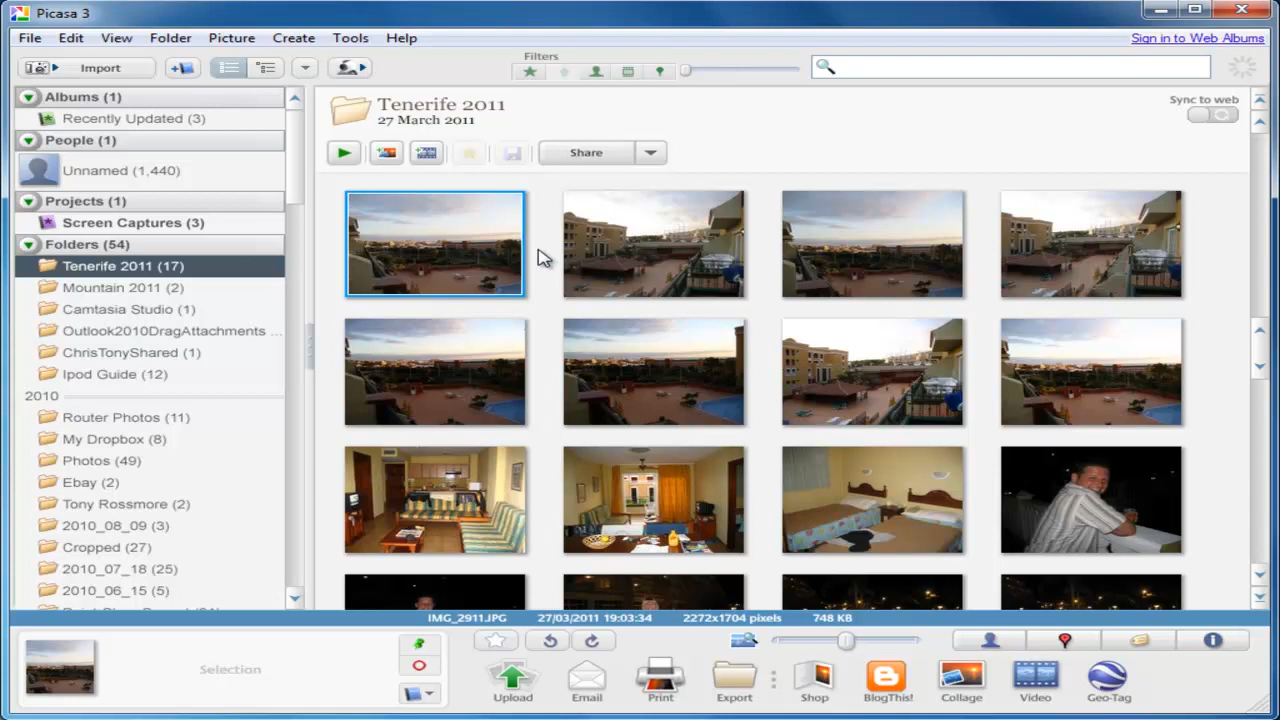 Picasa 3
File Edit View Folder Picture Create Tools Help
Sign in to Web Albums
Import
Filters
Albums (1)
Recently Updated (3)
People (1)
Unnamed (1,440)
Projects (1)
Screen Captures (3)
Folders (54)
Tenerife 2011 (17)
Mountain 2011 (2)
Camtasia Studio (1)
Outlook2010DragAttachments ...
ChrisTonyShared (1)
Ipod Guide (12)
2010
Router Photos (11)
My Dropbox (8)
Photos (49)
Ebay (2)
Tony Rossmore (2)
2010_08_09 (3)
Cropped (27)
2010_07_18 (25)
2010_06_15 (5)
Tenerife 2011
27 March 2011
Sync to web
Share
IMG_2911.JPG 27/03/2011 19:03:34 2272x1704 pixels 748 KB
Selection
Upload Email Print Export Shop BlogThis! Collage Video Geo-Tag